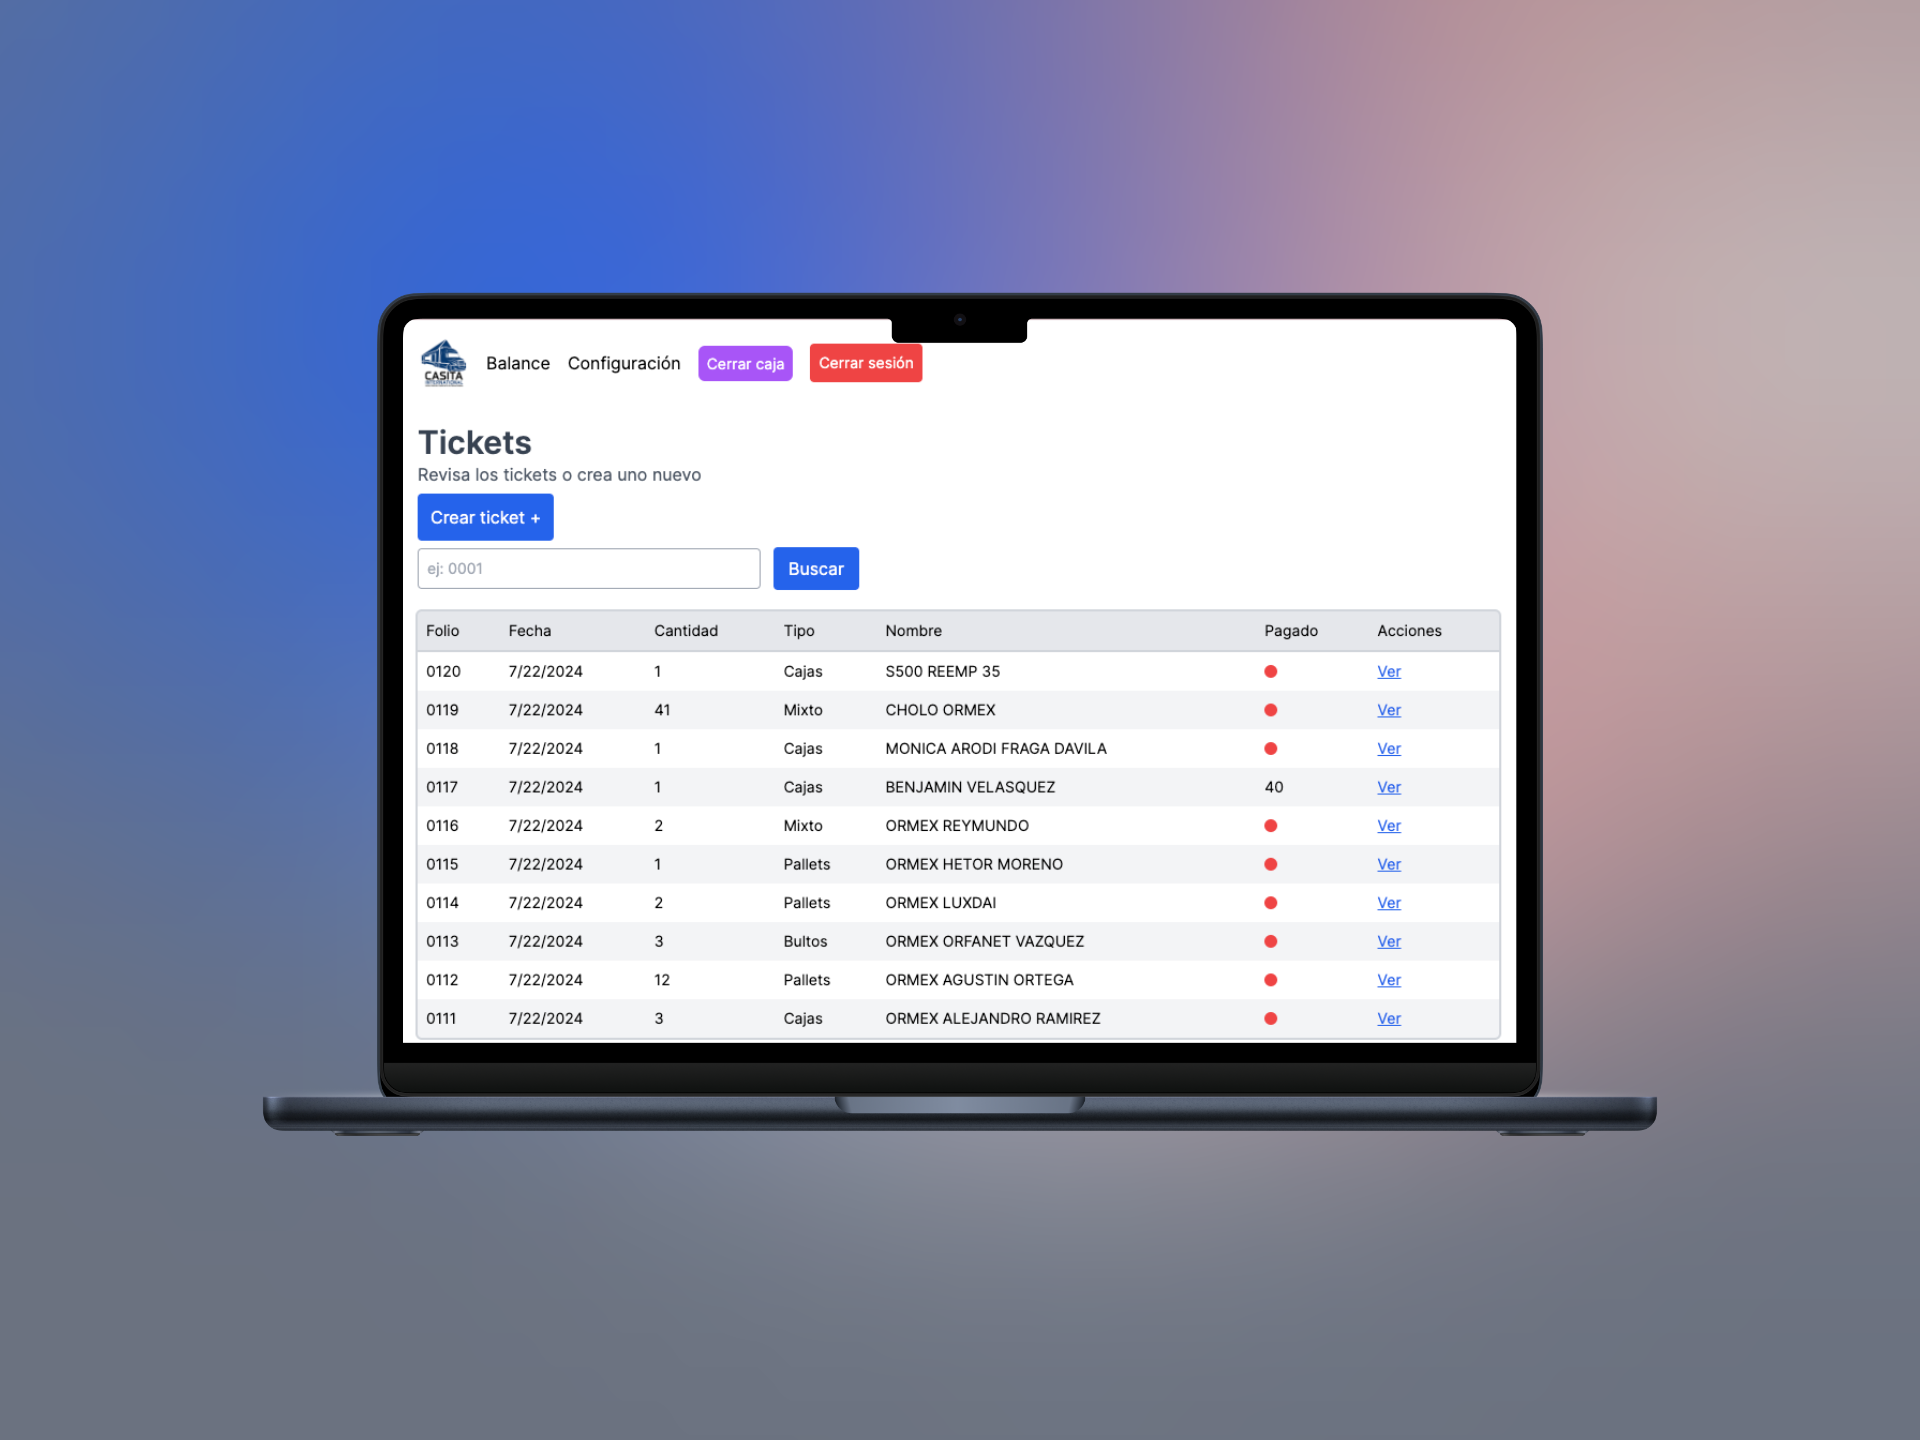 CASITA
INTERNATIONAL
Balance Configuración Cerrar caja Cerrar sesión
Tickets
Revisa los tickets o crea uno nuevo
Crear ticket +
ej: 0001 Buscar
Folio Fecha Cantidad Tipo Nombre Pagado Acciones
0120 7/22/2024 1 Cajas S500 REEMP 35 Ver
0119 7/22/2024 41 Mixto CHOLO ORMEX Ver
0118 7/22/2024 1 Cajas MONICA ARODI FRAGA DAVILA Ver
0117 7/22/2024 1 Cajas BENJAMIN VELASQUEZ 40 Ver
0116 7/22/2024 2 Mixto ORMEX REYMUNDO Ver
0115 7/22/2024 1 Pallets ORMEX HETOR MORENO Ver
0114 7/22/2024 2 Pallets ORMEX LUXDAI Ver
0113 7/22/2024 3 Bultos ORMEX ORFANET VAZQUEZ Ver
0112 7/22/2024 12 Pallets ORMEX AGUSTIN ORTEGA Ver
0111 7/22/2024 3 Cajas ORMEX ALEJANDRO RAMIREZ Ver